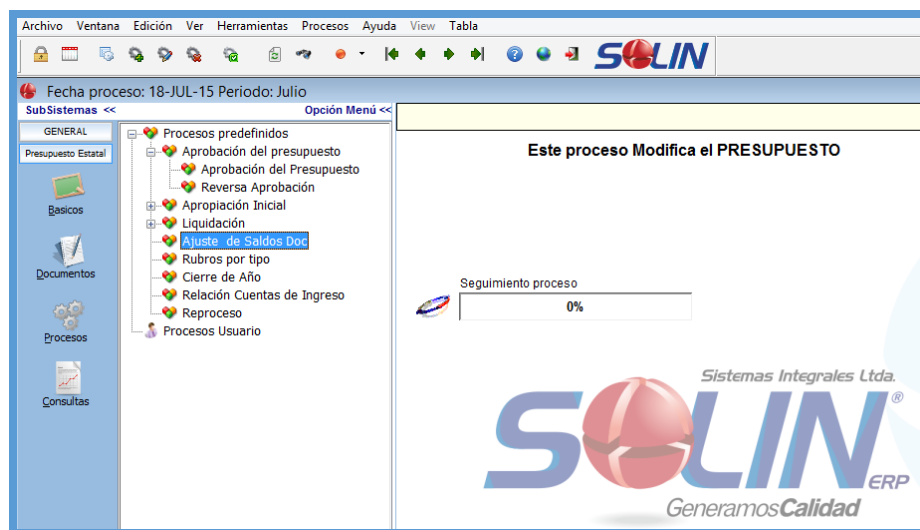 Archivo Ventana Edición Ver Herramientas Procesos Ayuda View Tabla
SOLIN
Fecha proceso: 18-JUL-15 Periodo: Julio
SubSistemas << Opción Menú <<
GENERAL
Presupuesto Estatal
Basicos
Documentos
Procesos
Consultas
Procesos predefinidos
Aprobación del presupuesto
Aprobación del Presupuesto
Reversa Aprobación
Apropiación Inicial
Liquidación
Ajuste de Saldos Doc
Rubros por tipo
Cierre de Año
Relación Cuentas de Ingreso
Reproceso
Procesos Usuario
Este proceso Modifica el PRESUPUESTO
Seguimiento proceso
0%
Sistemas Integrales Ltda.
SOLIN®
ERP
GeneramosCalidad